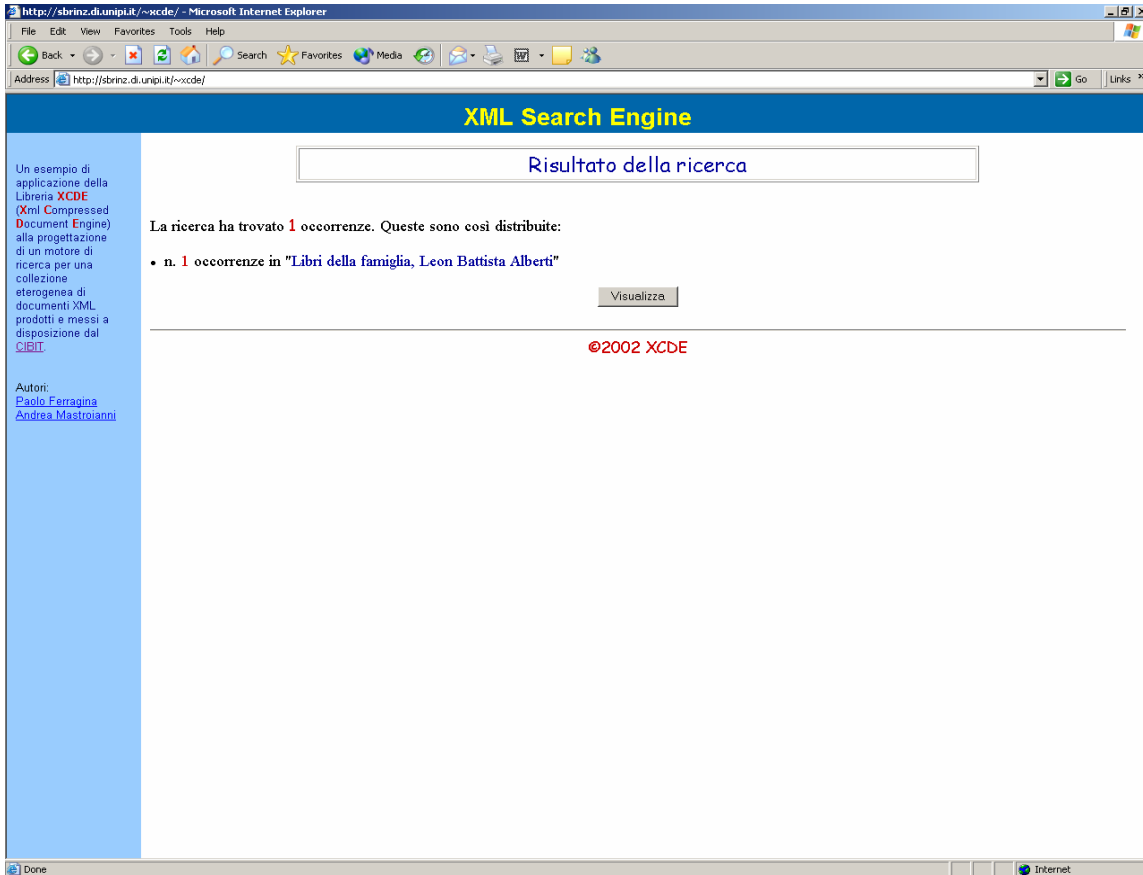 http://sbrinz.di.unipi.it/~xcde/ - Microsoft Internet Explorer
File Edit View Favorites Tools Help
Back Search Favorites Media
Address http://sbrinz.di.unipi.it/~xcde/ Go Links »
XML Search Engine
Un esempio di
applicazione della
Libreria XCDE
(Xml Compressed
Document Engine)
alla progettazione
di un motore di
ricerca per una
collezione
eterogenea di
documenti XML
prodotti e messi a
disposizione dal
CIBIT.
Autori:
Paolo Ferragina
Andrea Mastroianni
Risultato della ricerca
La ricerca ha trovato 1 occorrenze. Queste sono così distribuite:
• n. 1 occorrenze in "Libri della famiglia, Leon Battista Alberti"
Visualizza
©2002 XCDE
Done Internet